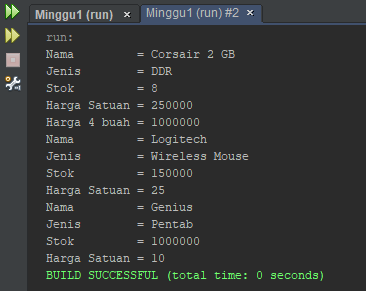 Minggu1 (run) × Minggu1 (run) #2 ×
run:
Nama = Corsair 2 GB
Jenis = DDR
Stok = 8
Harga Satuan = 250000
Harga 4 buah = 1000000
Nama = Logitech
Jenis = Wireless Mouse
Stok = 150000
Harga Satuan = 25
Nama = Genius
Jenis = Pentab
Stok = 1000000
Harga Satuan = 10
BUILD SUCCESSFUL (total time: 0 seconds)